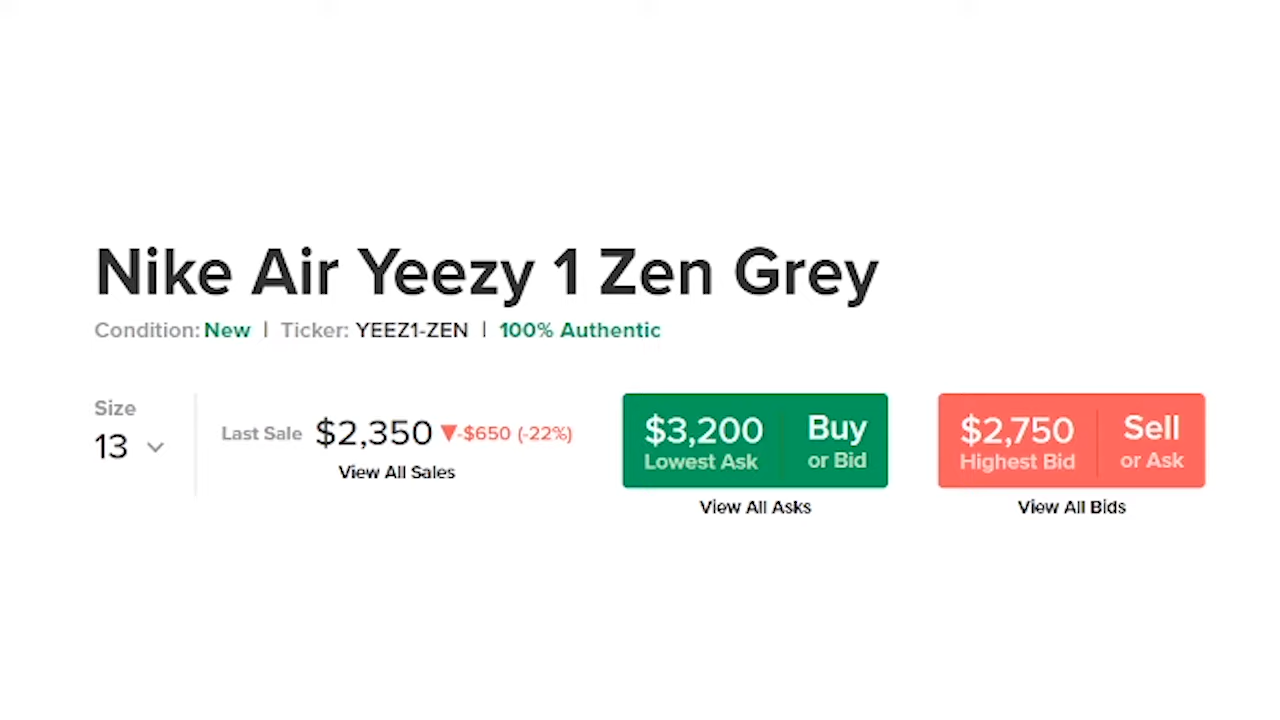 Nike Air Yeezy 1 Zen Grey
Condition: New | Ticker: YEEZ1-ZEN | 100% Authentic
Size
13
Last Sale $2,350 ▼-$650 (-22%)
View All Sales
$3,200 Buy
Lowest Ask or Bid
View All Asks
$2,750 Sell
Highest Bid or Ask
View All Bids